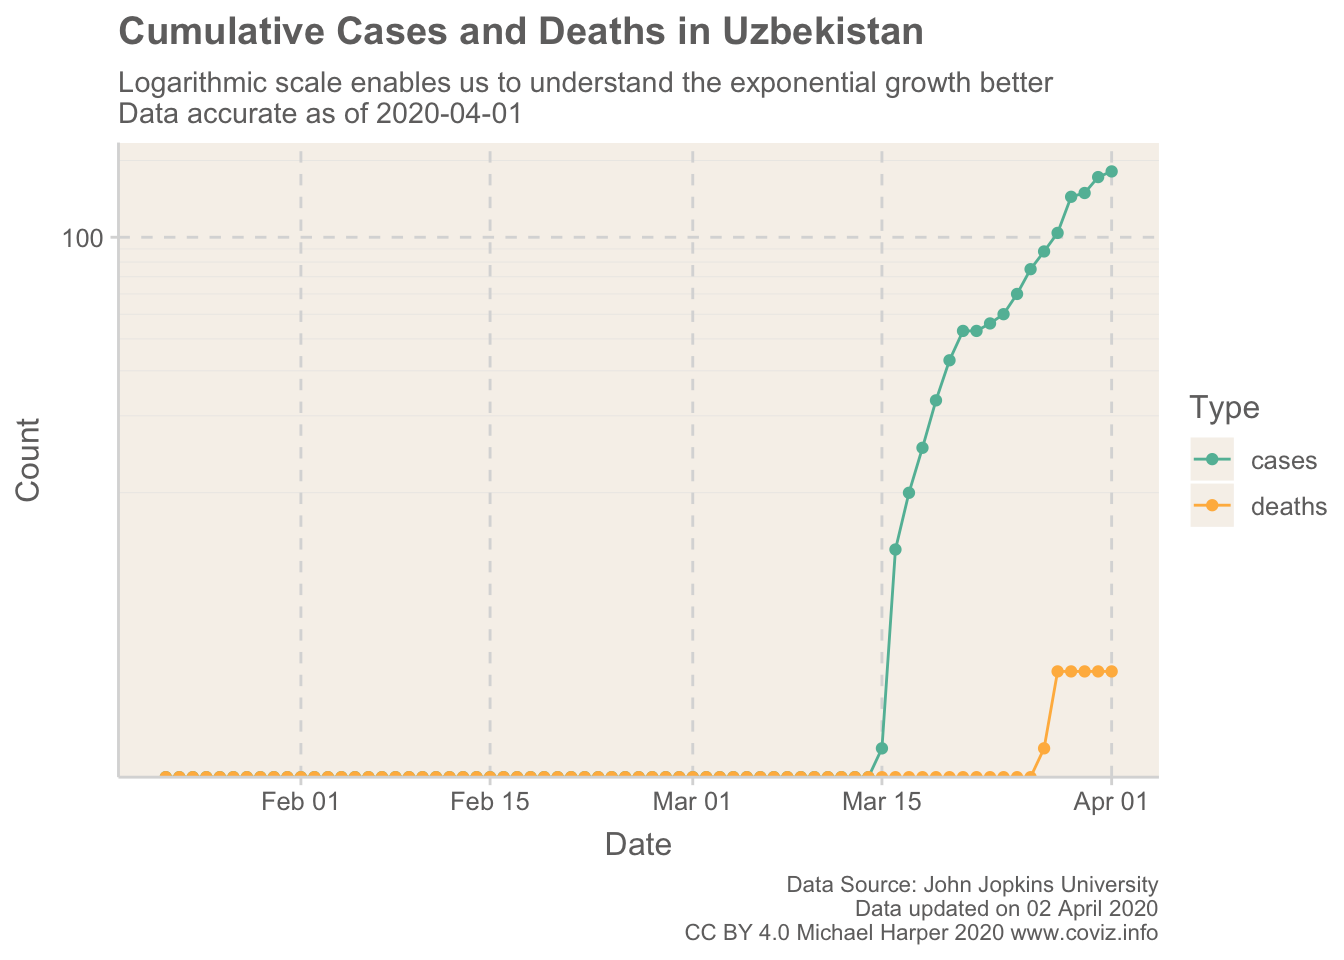 Cumulative Cases and Deaths in Uzbekistan
Logarithmic scale enables us to understand the exponential growth better
Data accurate as of 2020-04-01
100
Count
Feb 01
Feb 15
Mar 01
Mar 15
Apr 01
Date
Type
cases
deaths
Data Source: John Jopkins University
Data updated on 02 April 2020
CC BY 4.0 Michael Harper 2020 www.coviz.info